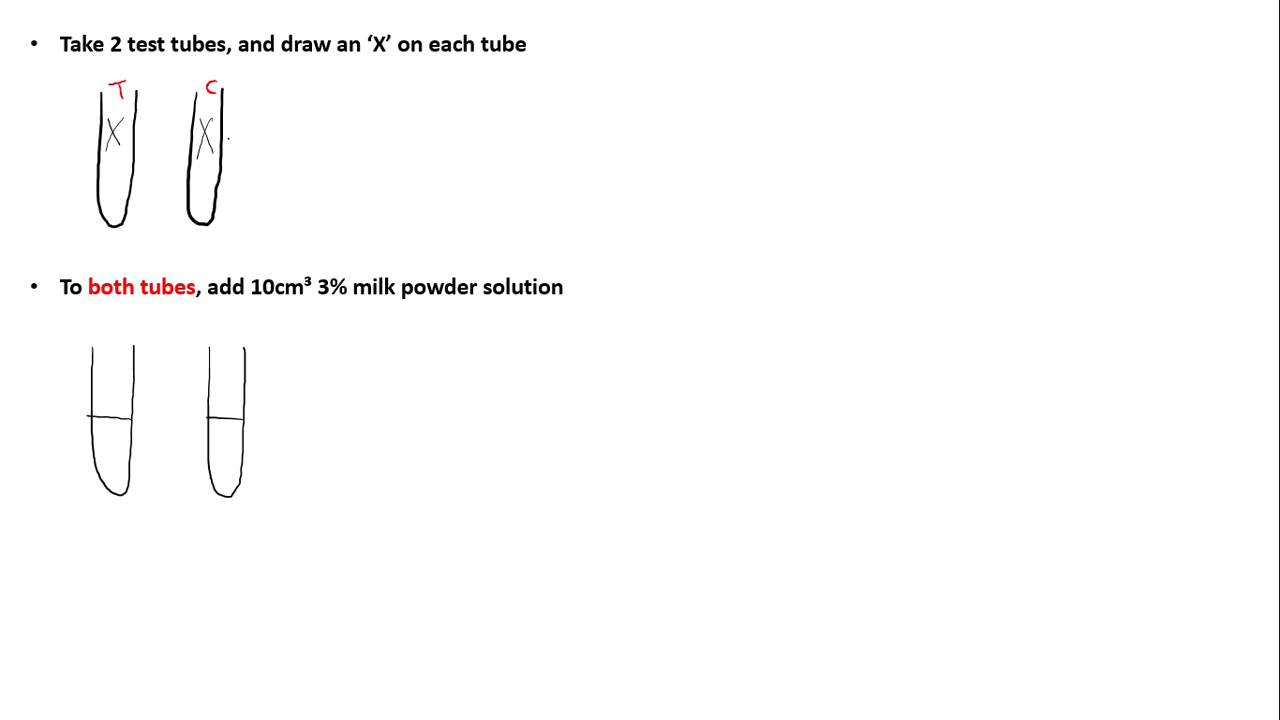 • Take 2 test tubes, and draw an ‘X’ on each tube
T C
X X
• To both tubes, add 10cm³ 3% milk powder solution